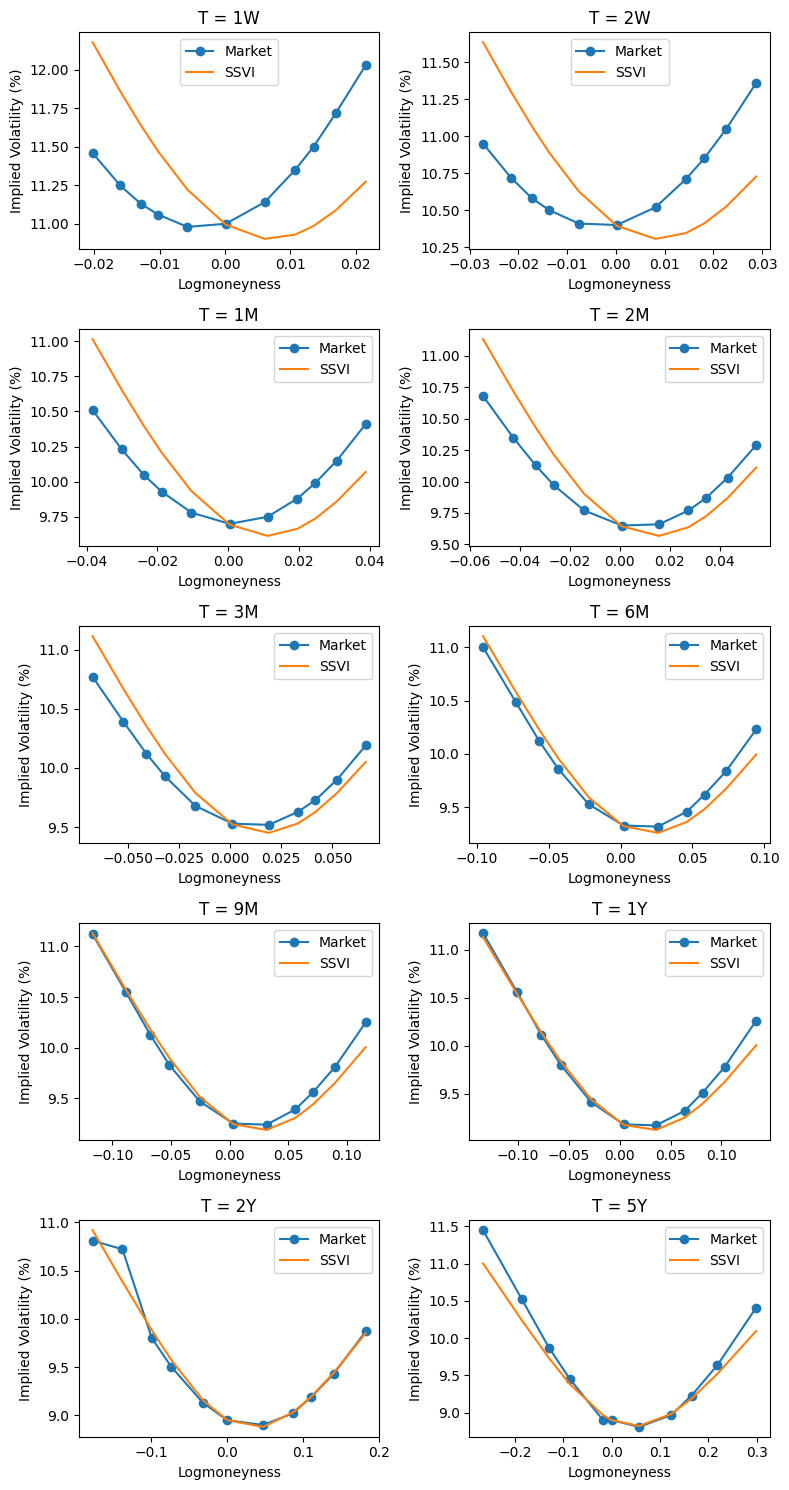 T = 1W
Market
SSVI
Implied Volatility (%)
12.00
11.75
11.50
11.25
11.00
−0.02
−0.01
0.00
0.01
0.02
Logmoneyness
T = 2W
Market
SSVI
Implied Volatility (%)
11.50
11.25
11.00
10.75
10.50
10.25
−0.03
−0.02
−0.01
0.00
0.01
0.02
0.03
Logmoneyness
T = 1M
Market
SSVI
Implied Volatility (%)
11.00
10.75
10.50
10.25
10.00
9.75
−0.04
−0.02
0.00
0.02
0.04
Logmoneyness
T = 2M
Market
SSVI
Implied Volatility (%)
11.00
10.75
10.50
10.25
10.00
9.75
9.50
−0.06
−0.04
−0.02
0.00
0.02
0.04
Logmoneyness
T = 3M
Market
SSVI
Implied Volatility (%)
11.0
10.5
10.0
9.5
−0.050
−0.025
0.000
0.025
0.050
Logmoneyness
T = 6M
Market
SSVI
Implied Volatility (%)
11.0
10.5
10.0
9.5
−0.10
−0.05
0.00
0.05
0.10
Logmoneyness
T = 9M
Market
SSVI
Implied Volatility (%)
11.0
10.5
10.0
9.5
−0.10
−0.05
0.00
0.05
0.10
Logmoneyness
T = 1Y
Market
SSVI
Implied Volatility (%)
11.0
10.5
10.0
9.5
−0.10
−0.05
0.00
0.05
0.10
Logmoneyness
T = 2Y
Market
SSVI
Implied Volatility (%)
11.0
10.5
10.0
9.5
9.0
−0.1
0.0
0.1
0.2
Logmoneyness
T = 5Y
Market
SSVI
Implied Volatility (%)
11.5
11.0
10.5
10.0
9.5
9.0
−0.2
−0.1
0.0
0.1
0.2
0.3
Logmoneyness